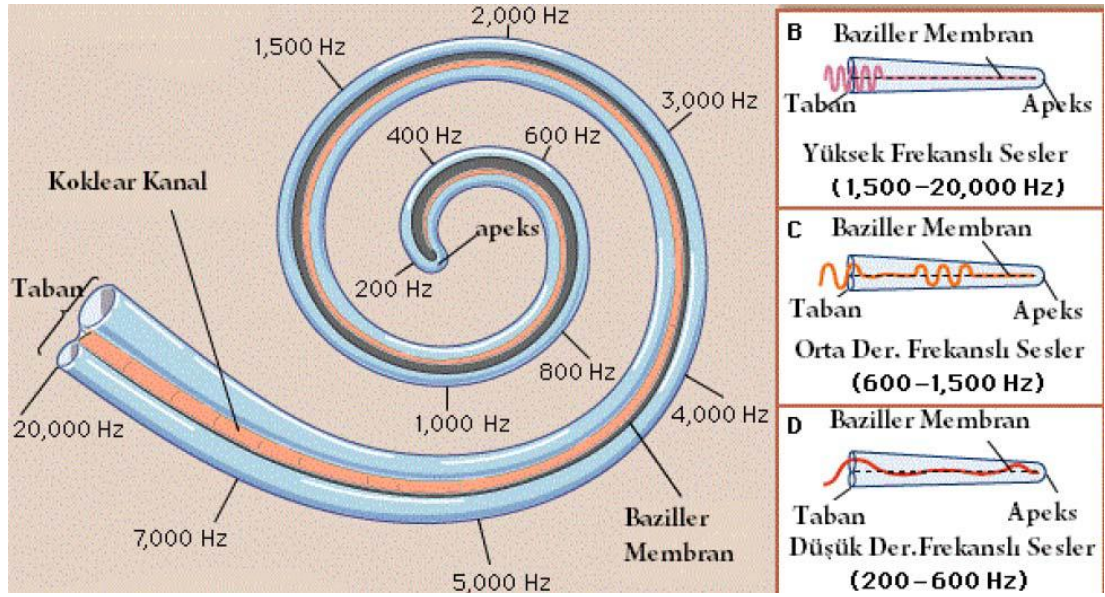 2,000 Hz
1,500 Hz
3,000 Hz
400 Hz
600 Hz
Koklear Kanal
apeks
200 Hz
Taban
800 Hz
4,000 Hz
1,000 Hz
20,000 Hz
7,000 Hz
Baziller
Membran
5,000 Hz
B
Baziller Membran
Taban
Apeks
Yüksek Frekanslı Sesler
(1,500–20,000 Hz)
C
Baziller Membran
Taban
Apeks
Orta Der. Frekanslı Sesler
(600–1,500 Hz)
D
Baziller Membran
Taban
Apeks
Düşük Der.Frekanslı Sesler
(200–600 Hz)